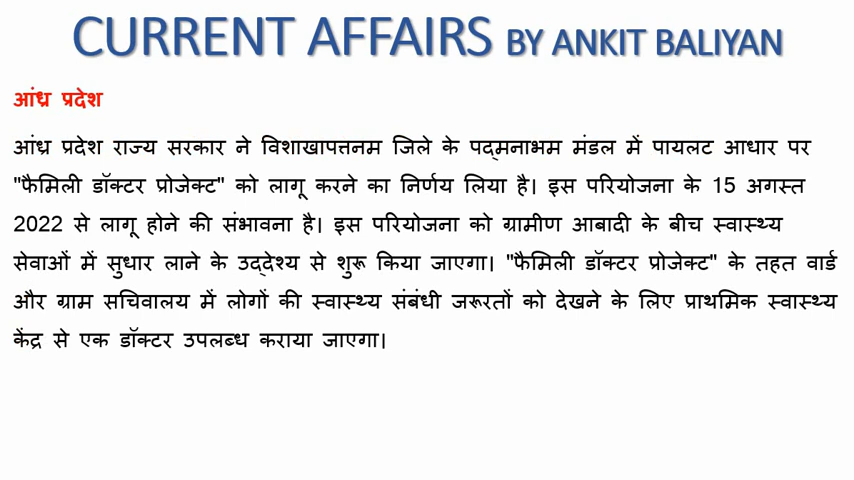 CURRENT AFFAIRS BY ANKIT BALIYAN
आंध्र प्रदेश
आंध्र प्रदेश राज्य सरकार ने विशाखापत्तनम जिले के पद्मनाभम मंडल में पायलट आधार पर
"फैमिली डॉक्टर प्रोजेक्ट" को लागू करने का निर्णय लिया है। इस परियोजना के 15 अगस्त
2022 से लागू होने की संभावना है। इस परियोजना को ग्रामीण आबादी के बीच स्वास्थ्य
सेवाओं में सुधार लाने के उद्देश्य से शुरू किया जाएगा। "फैमिली डॉक्टर प्रोजेक्ट" के तहत वार्ड
और ग्राम सचिवालय में लोगों की स्वास्थ्य संबंधी जरूरतों को देखने के लिए प्राथमिक स्वास्थ्य
केंद्र से एक डॉक्टर उपलब्ध कराया जाएगा।